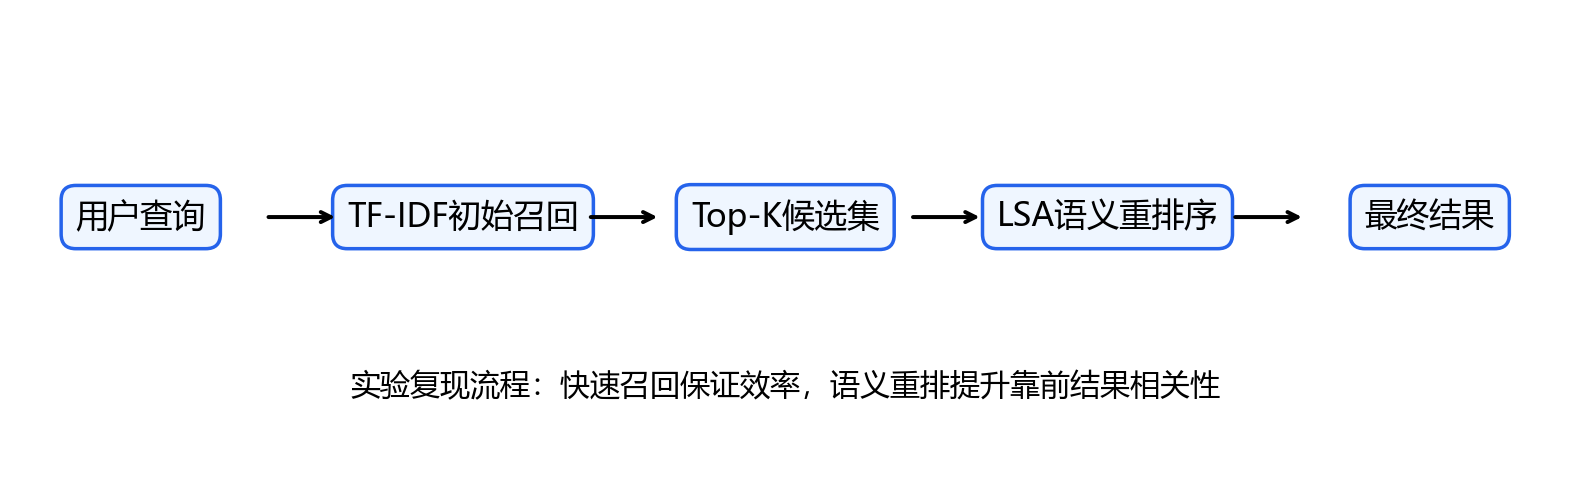 用户查询
TF-IDF初始召回
Top-K候选集
LSA语义重排序
最终结果
实验复现流程：快速召回保证效率，语义重排提升靠前结果相关性